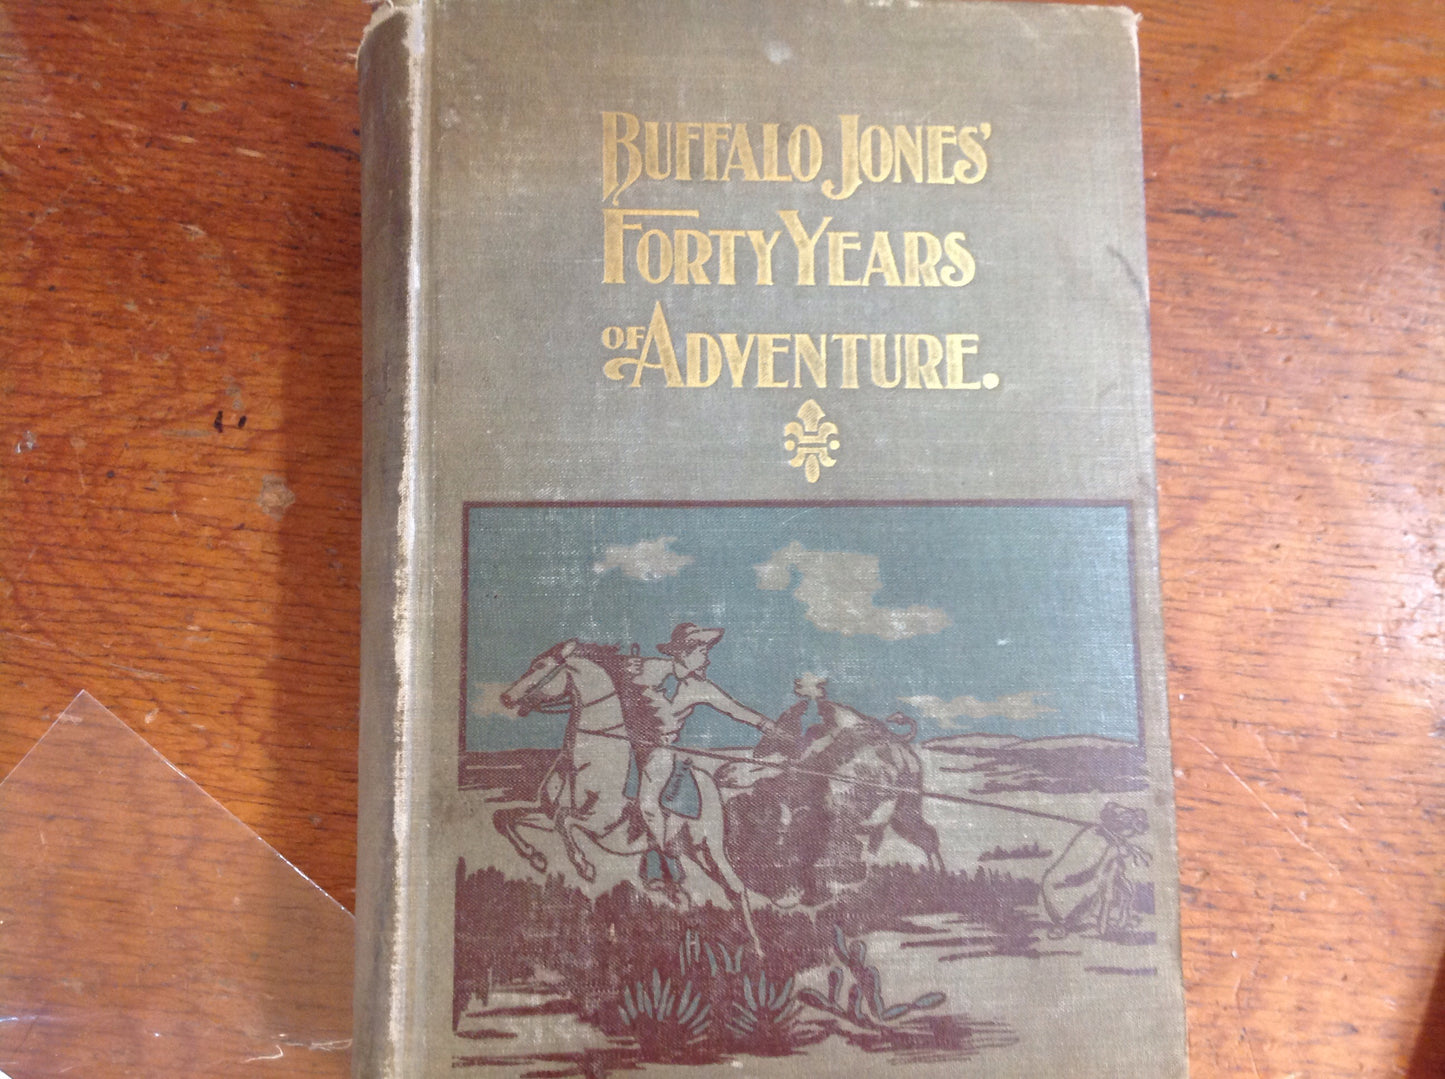 BUFFALO JONES'
FORTY YEARS
OF ADVENTURE.